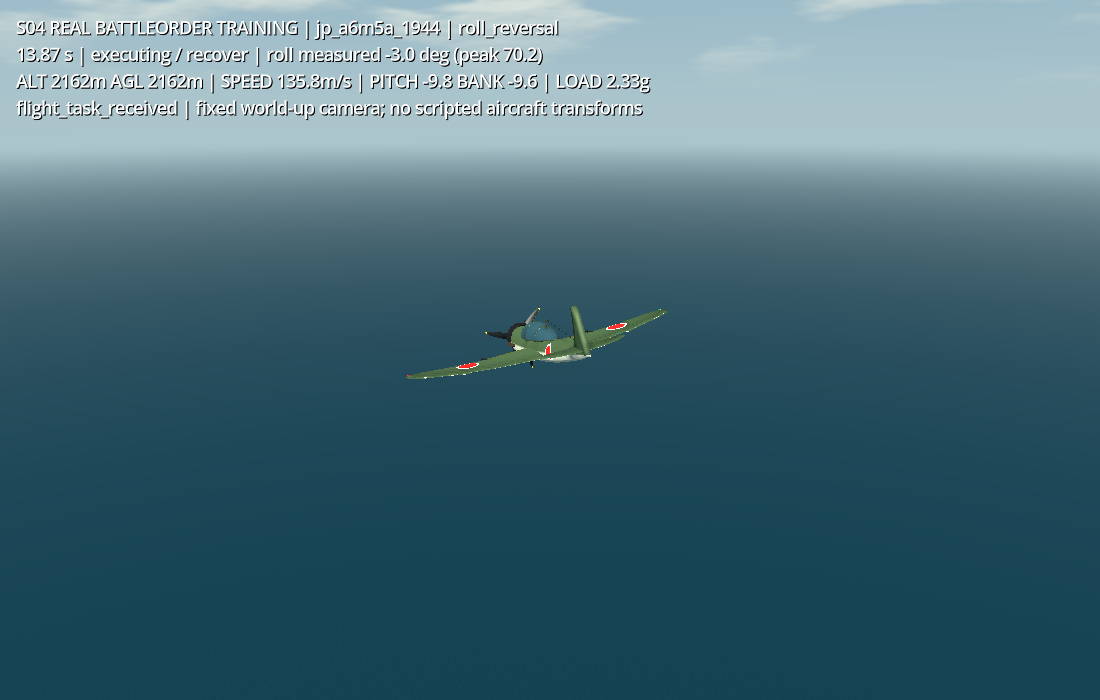 S04 REAL BATTLEORDER TRAINING | jp_a6m5a_1944 | roll_reversal
13.87 s | executing / recover | roll measured -3.0 deg (peak 70.2)
ALT 2162m AGL 2162m | SPEED 135.8m/s | PITCH -9.8 BANK -9.6 | LOAD 2.33g
flight_task_received | fixed world-up camera; no scripted aircraft transforms